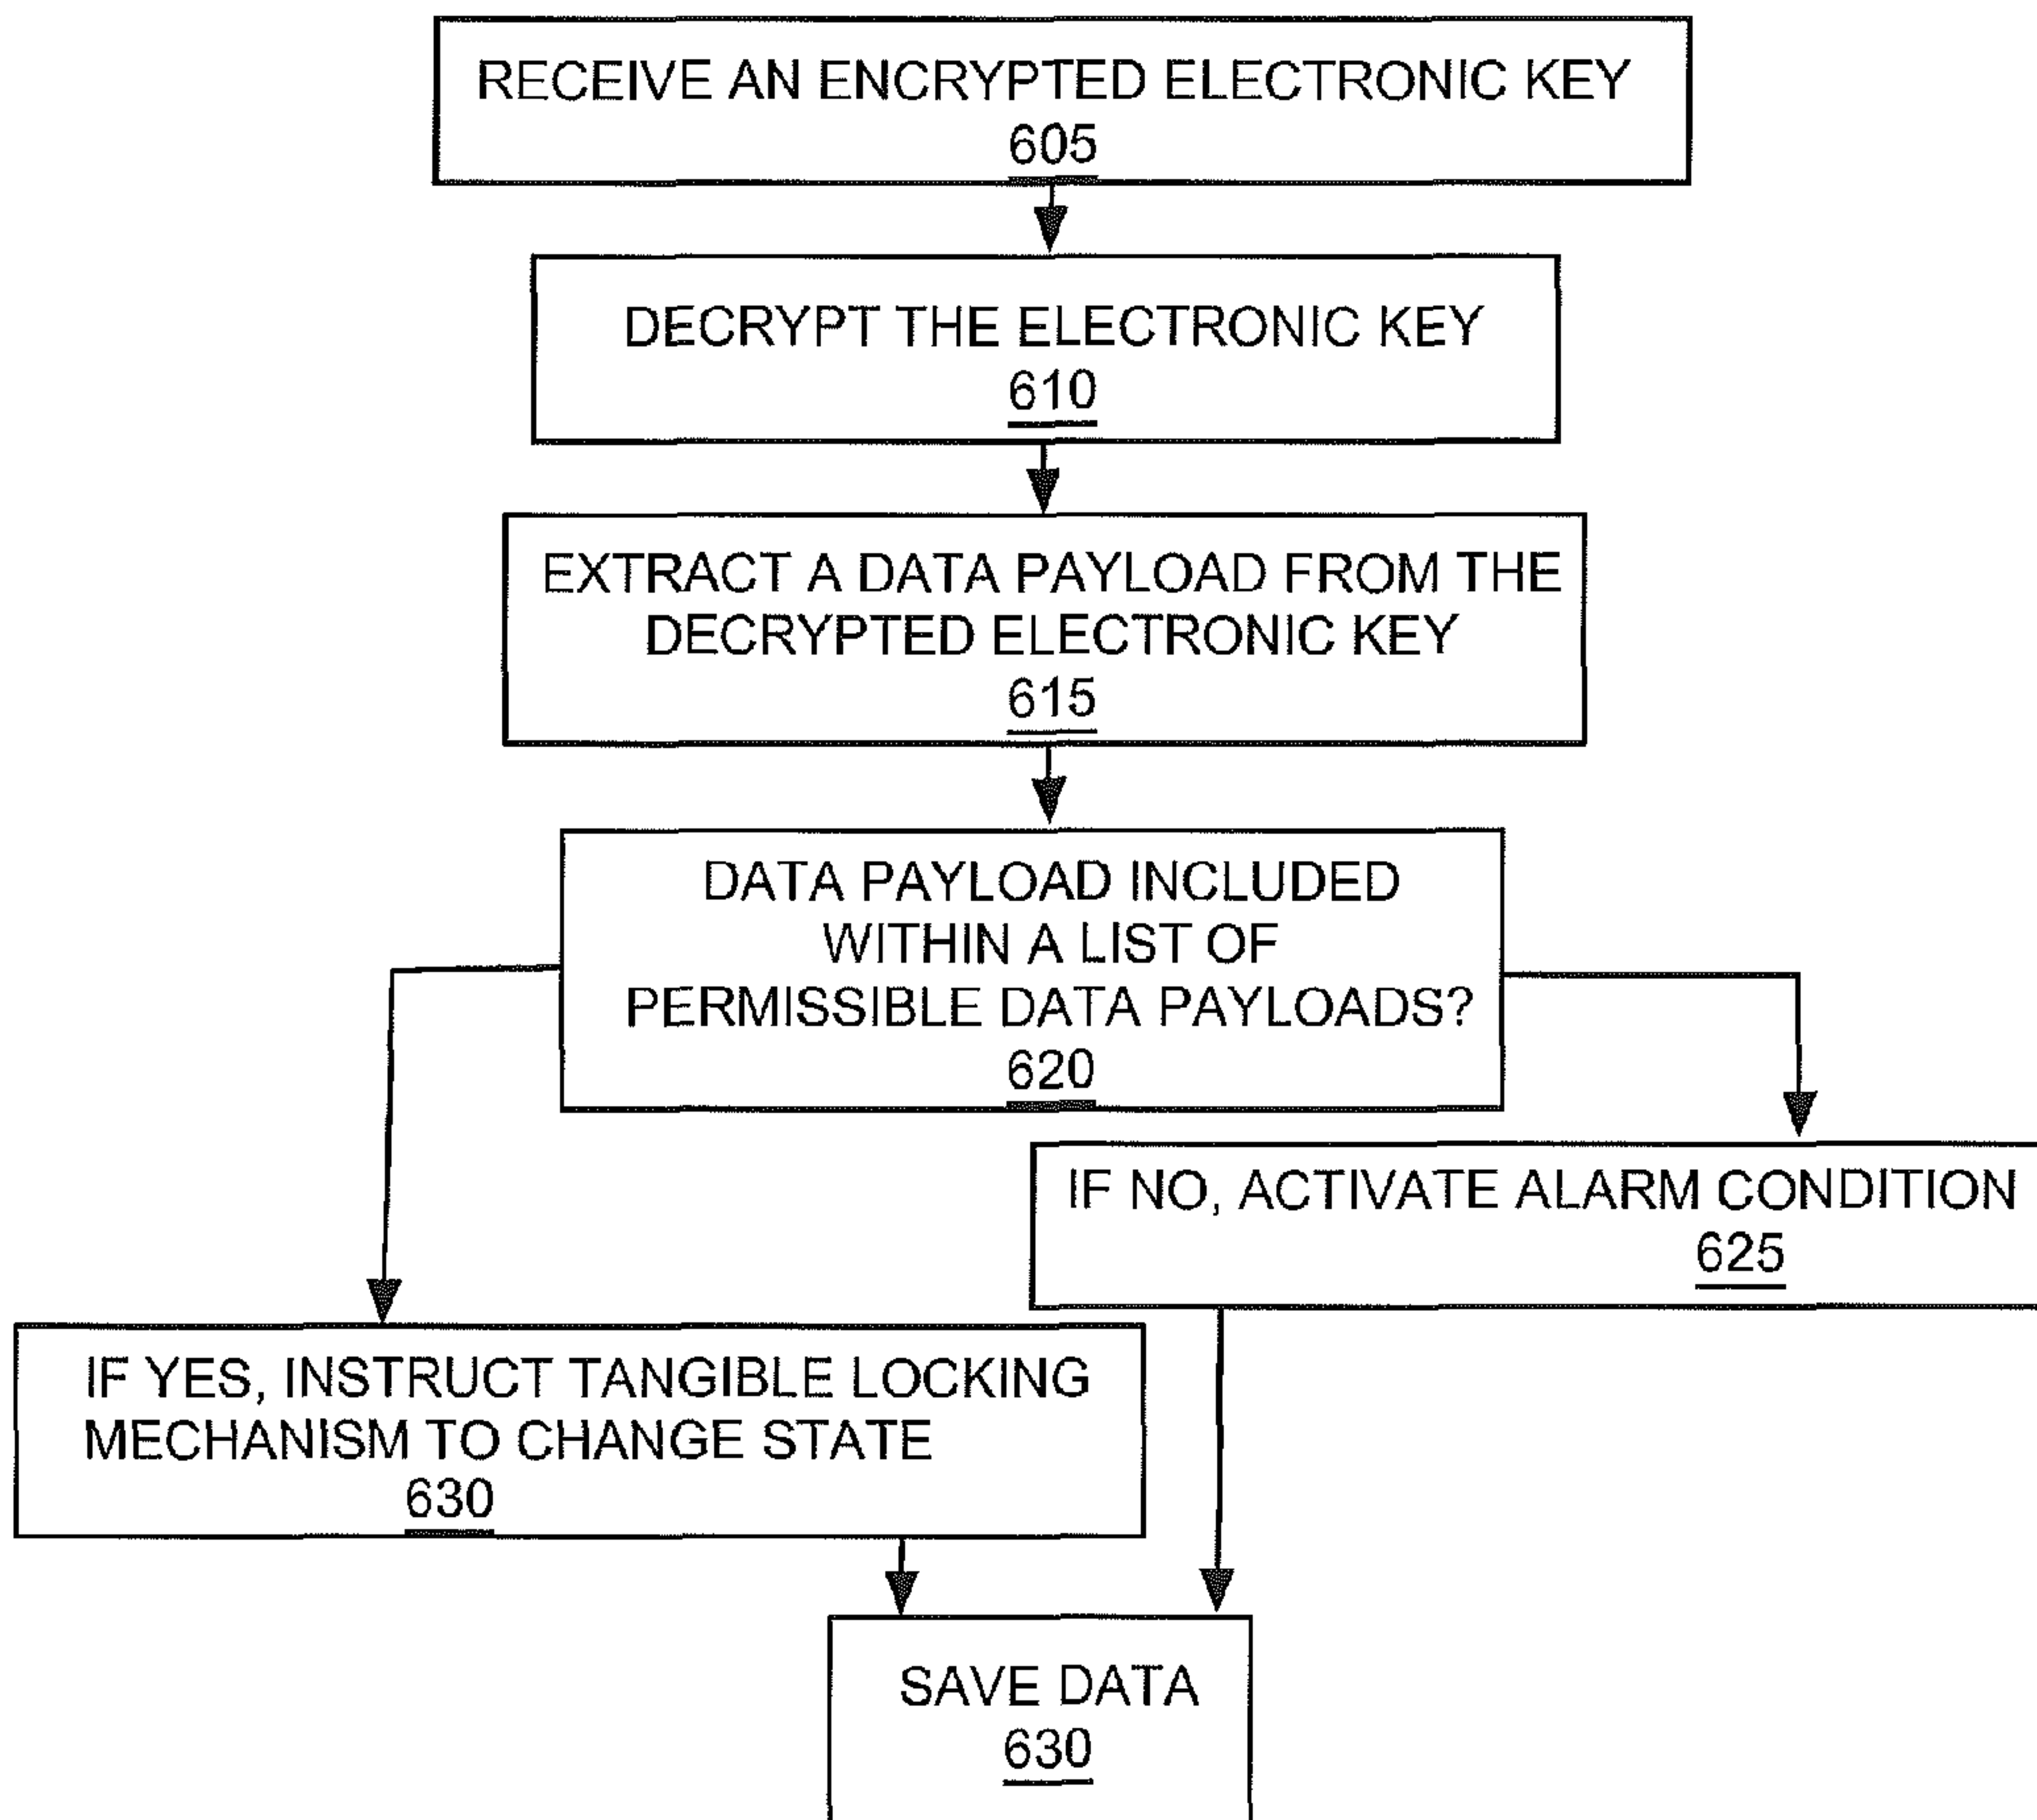 RECEIVE AN ENCRYPTED ELECTRONIC KEY
605
DECRYPT THE ELECTRONIC KEY
610
EXTRACT A DATA PAYLOAD FROM THE
DECRYPTED ELECTRONIC KEY
615
DATA PAYLOAD INCLUDED
WITHIN A LIST OF
PERMISSIBLE DATA PAYLOADS?
620
IF NO, ACTIVATE ALARM CONDITION
625
IF YES, INSTRUCT TANGIBLE LOCKING
MECHANISM TO CHANGE STATE
630
SAVE DATA
630